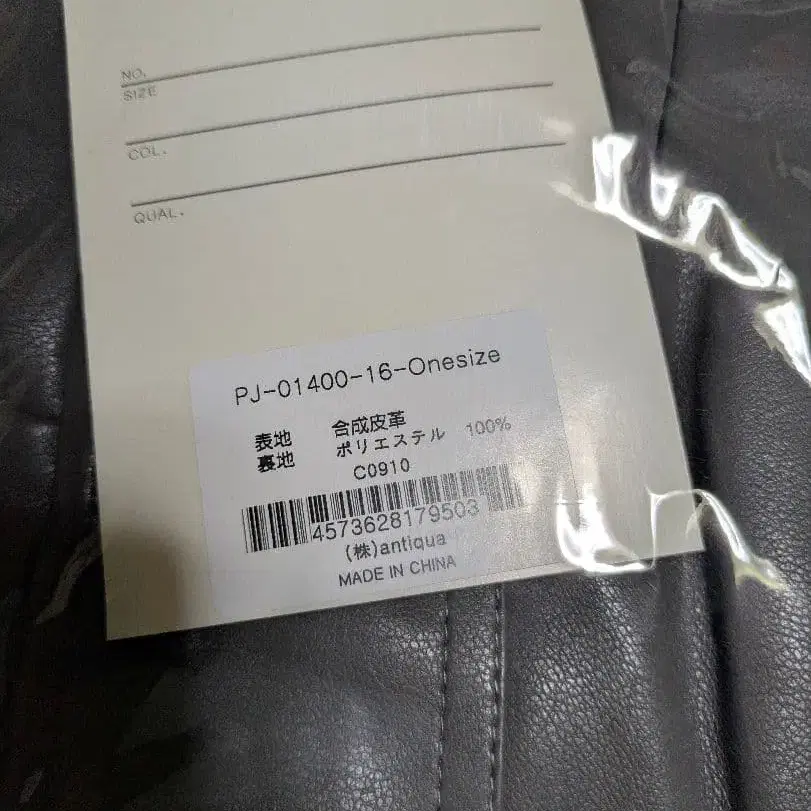 NO.
SIZE
COL.
QUAL.
PJ-01400-16-Onesize
表地 合成皮革
裏地 ポリエステル 100%
C0910
4573628179503
(株)antiqua
MADE IN CHINA